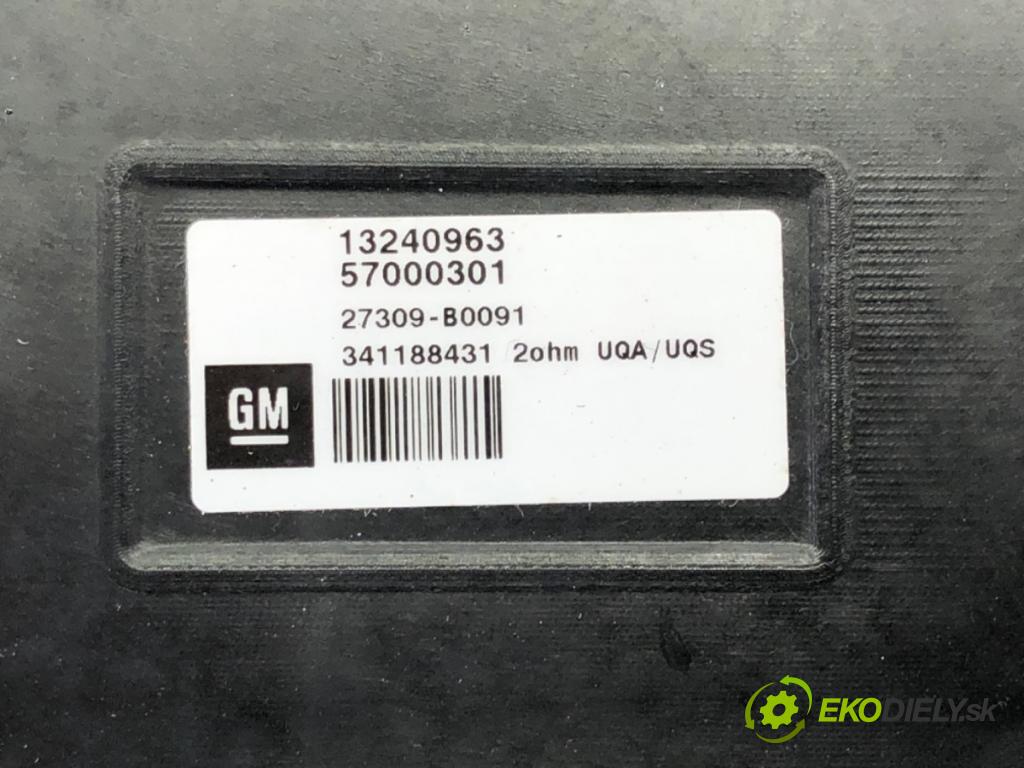 13240963
57000301
27309-B0091
341188431 2ohm UQA/UQS
GM
EKODIELY.sk